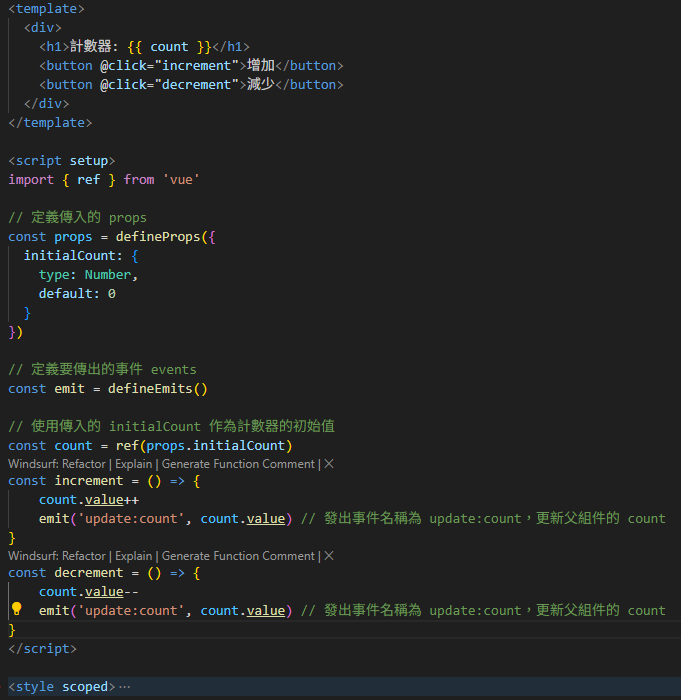 <template>
  <div>
    <h1>計數器: {{ count }}</h1>
    <button @click="increment">增加</button>
    <button @click="decrement">減少</button>
  </div>
</template>

<script setup>
import { ref } from 'vue'

// 定義傳入的 props
const props = defineProps({
  initialCount: {
    type: Number,
    default: 0
  }
})

// 定義要傳出的事件 events
const emit = defineEmits()

// 使用傳入的 initialCount 作為計數器的初始值
const count = ref(props.initialCount)
Windsurf: Refactor | Explain | Generate Function Comment | ✕
const increment = () => {
    count.value++
    emit('update:count', count.value) // 發出事件名稱為 update:count，更新父組件的 count
}
Windsurf: Refactor | Explain | Generate Function Comment | ✕
const decrement = () => {
    count.value--
    emit('update:count', count.value) // 發出事件名稱為 update:count，更新父組件的 count
}
</script>

<style scoped>⋯